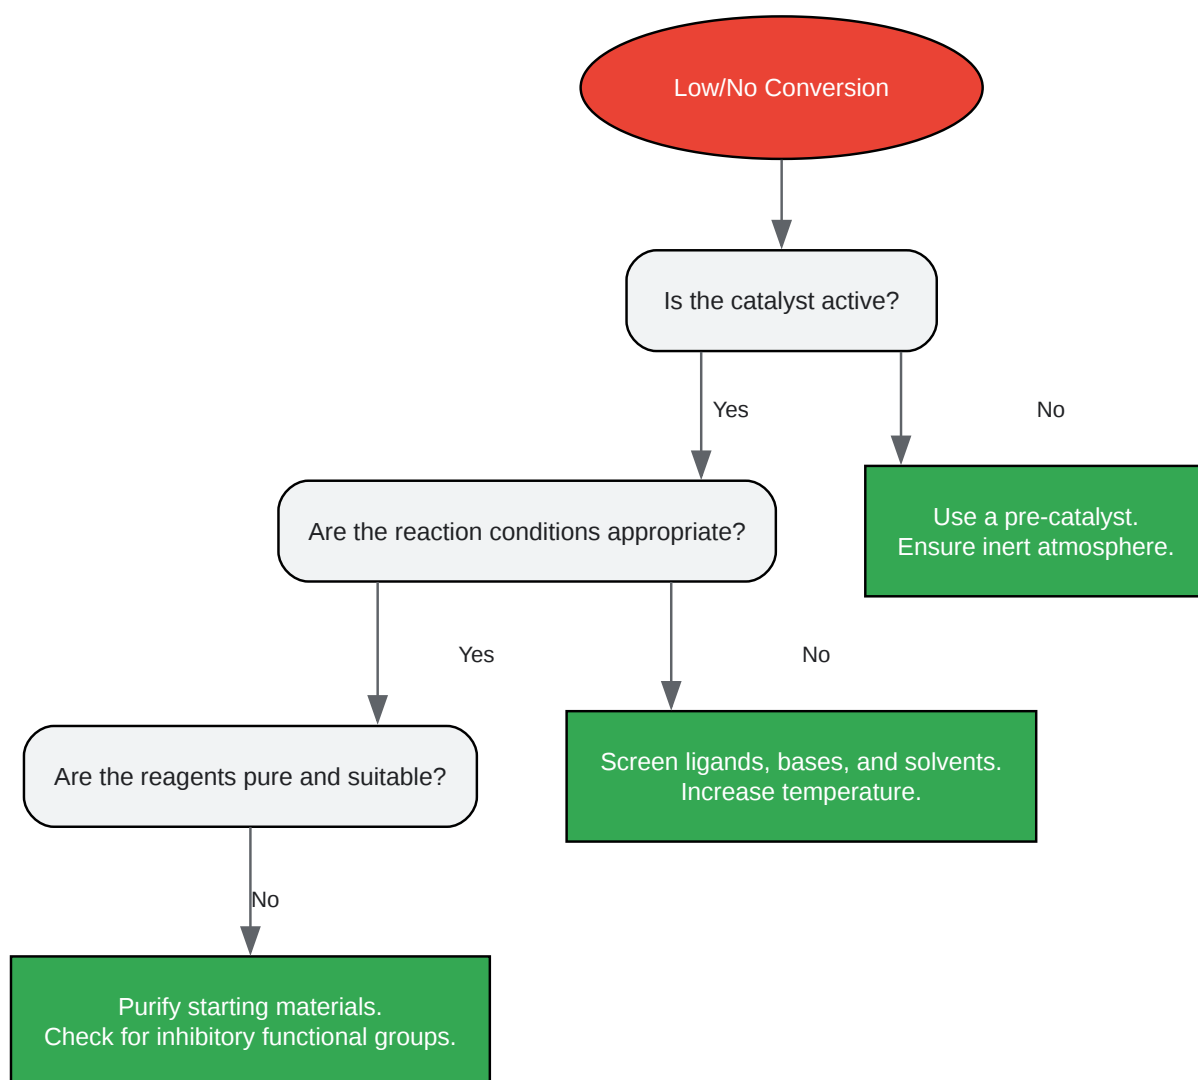 Low/No Conversion
Is the catalyst active?
Yes
No
Use a pre-catalyst.
Ensure inert atmosphere.
Are the reaction conditions appropriate?
Yes
No
Screen ligands, bases, and solvents.
Increase temperature.
Are the reagents pure and suitable?
No
Purify starting materials.
Check for inhibitory functional groups.